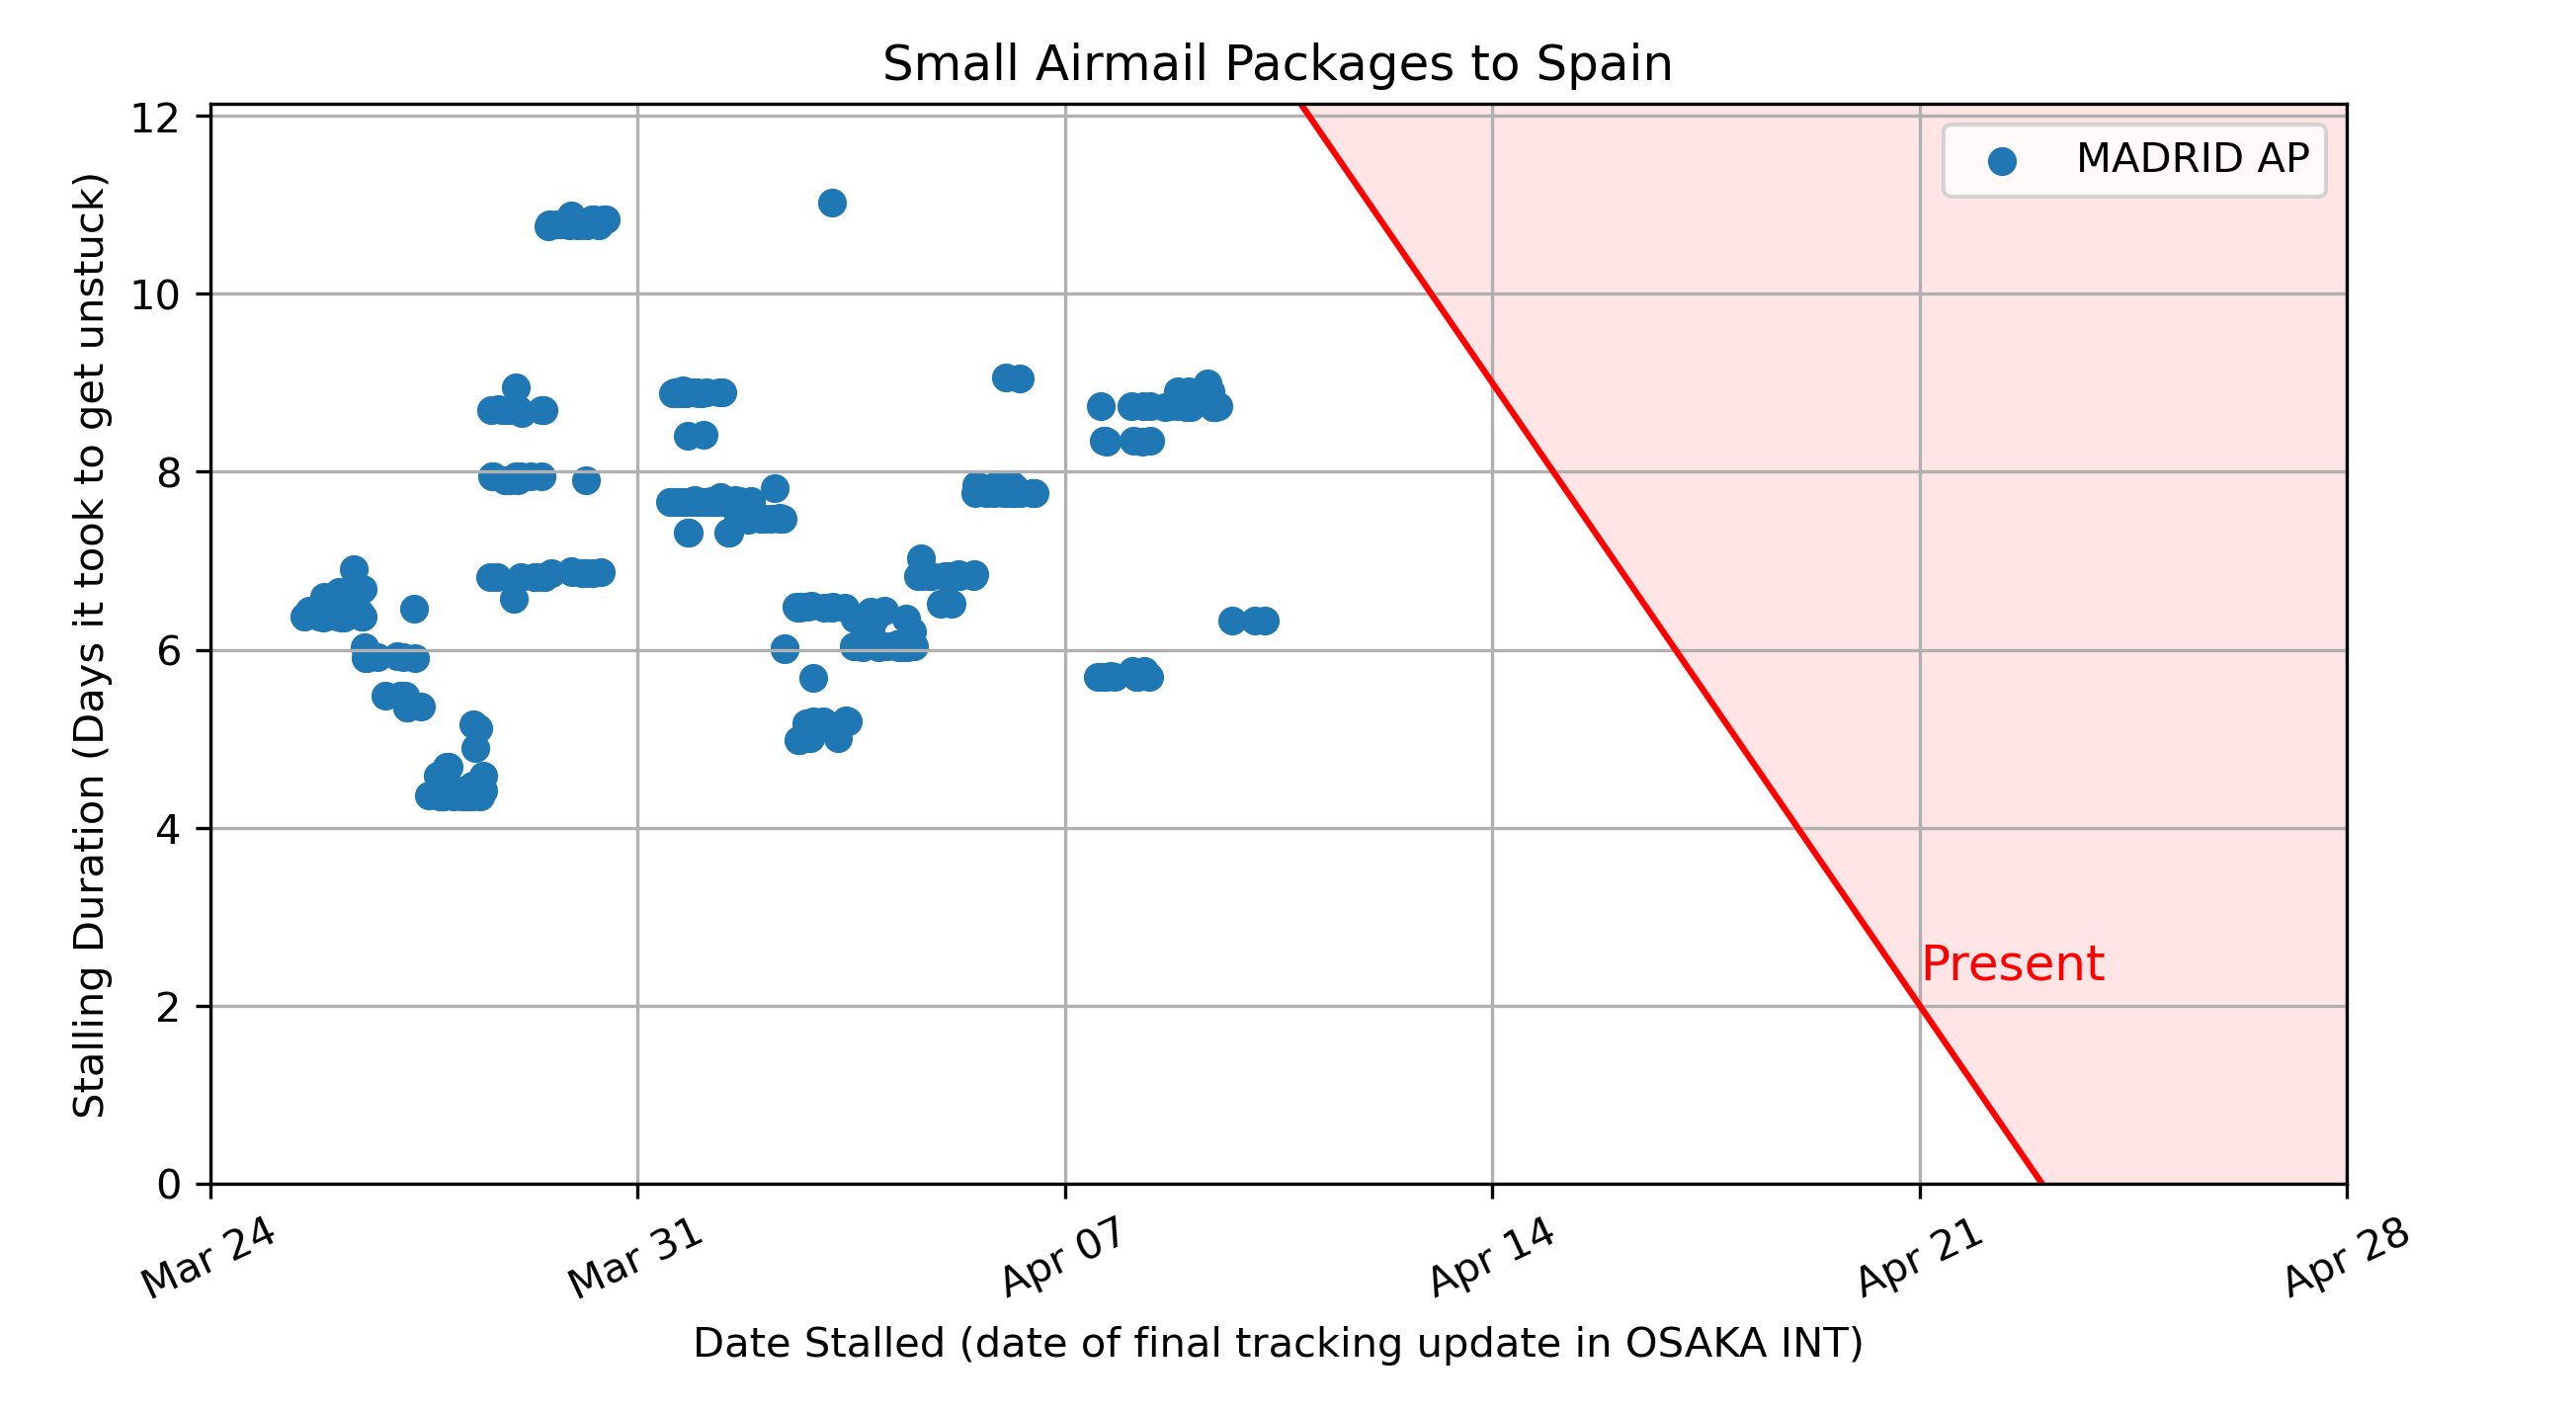 Small Airmail Packages to Spain
Stalling Duration (Days it took to get unstuck)
12
10
8
6
4
2
0
MADRID AP
Present
Mar 24
Mar 31
Apr 07
Apr 14
Apr 21
Apr 28
Date Stalled (date of final tracking update in OSAKA INT)